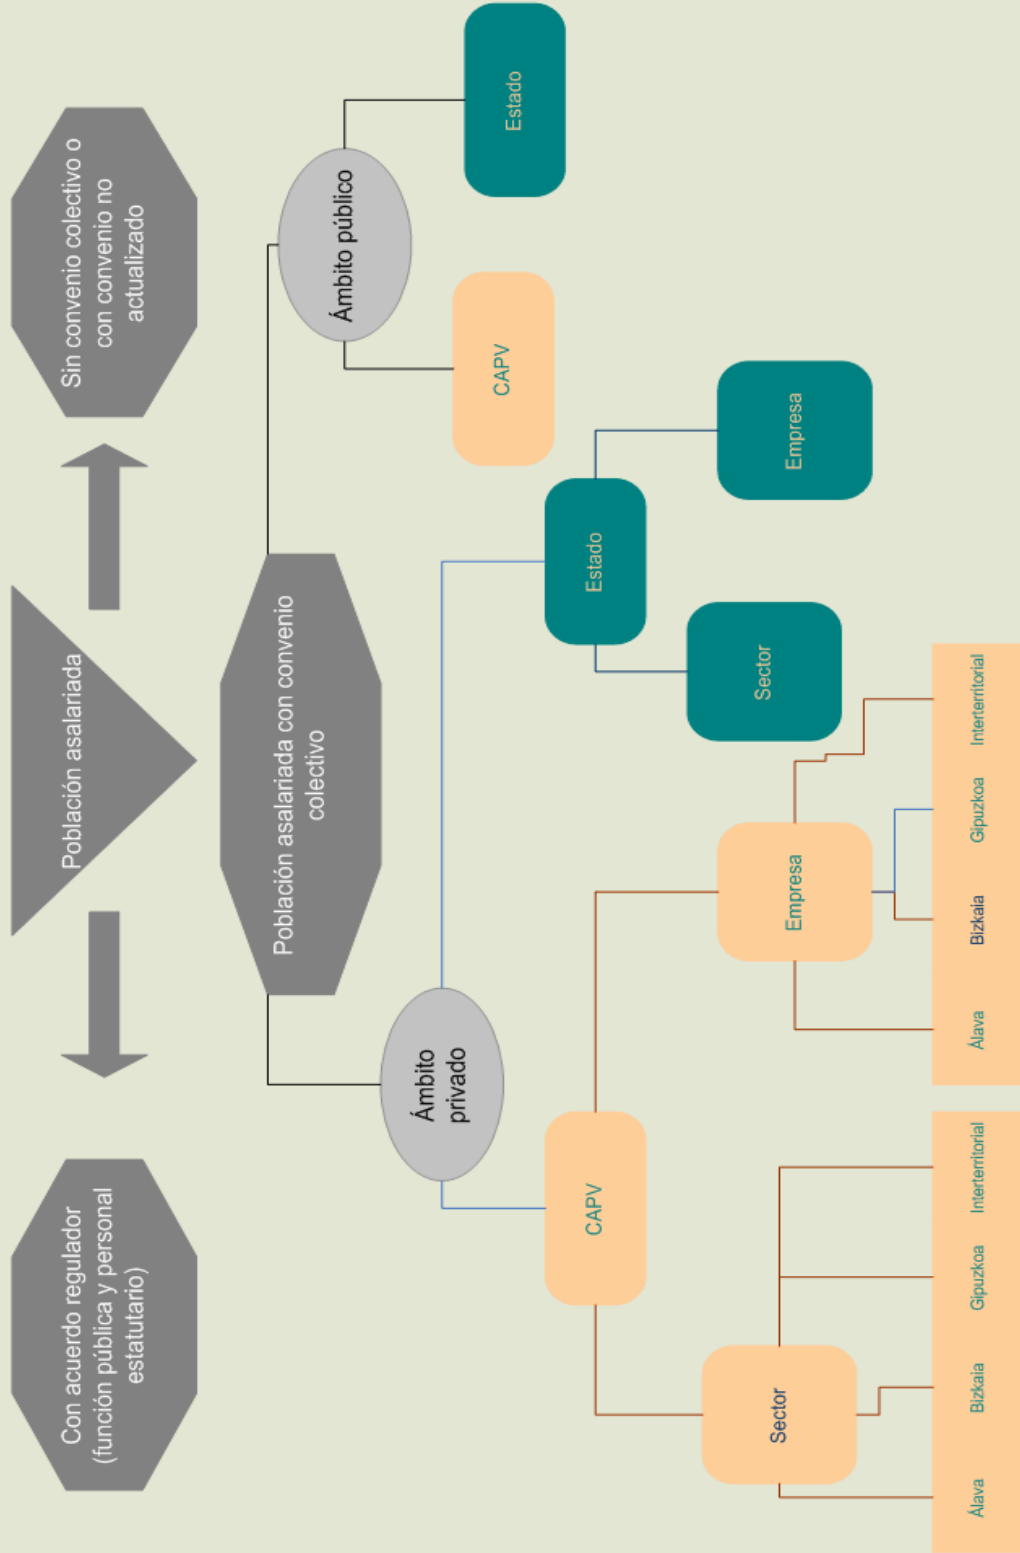 Con acuerdo regulador
(función pública y personal
estatutario)
Población asalariada
Sin convenio colectivo o
con convenio no
actualizado
Población asalariada con convenio
colectivo
Ámbito
privado
Ámbito público
CAPV
Estado
CAPV
Estado
Sector
Empresa
Sector
Empresa
Álava
Bizkaia
Gipuzkoa
Interterritorial
Álava
Bizkaia
Gipuzkoa
Interterritorial